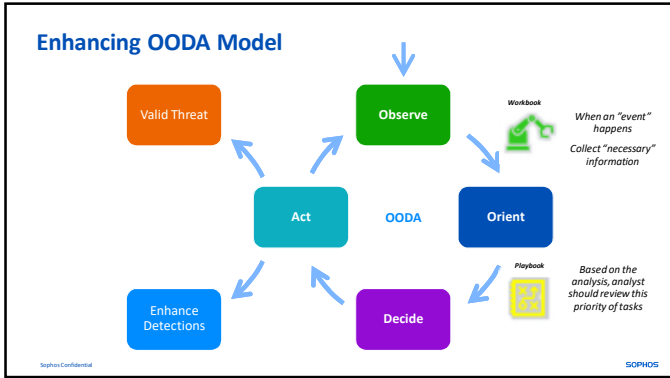 Enhancing OODA Model
Valid Threat
Observe
Workbook
When an "event"
happens
Collect "necessary"
information
Act
OODA
Orient
Playbook
Based on the
analysis, analyst
should review this
priority of tasks
Enhance
Detections
Decide
Sophos Confidential
SOPHOS